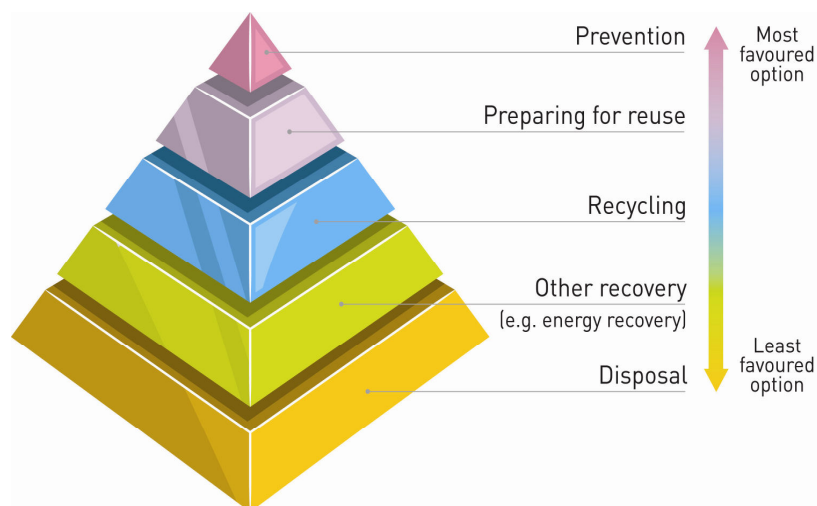 Prevention
Most
favoured
option
Preparing for reuse
Recycling
Other recovery
(e.g. energy recovery)
Disposal
Least
favoured
option